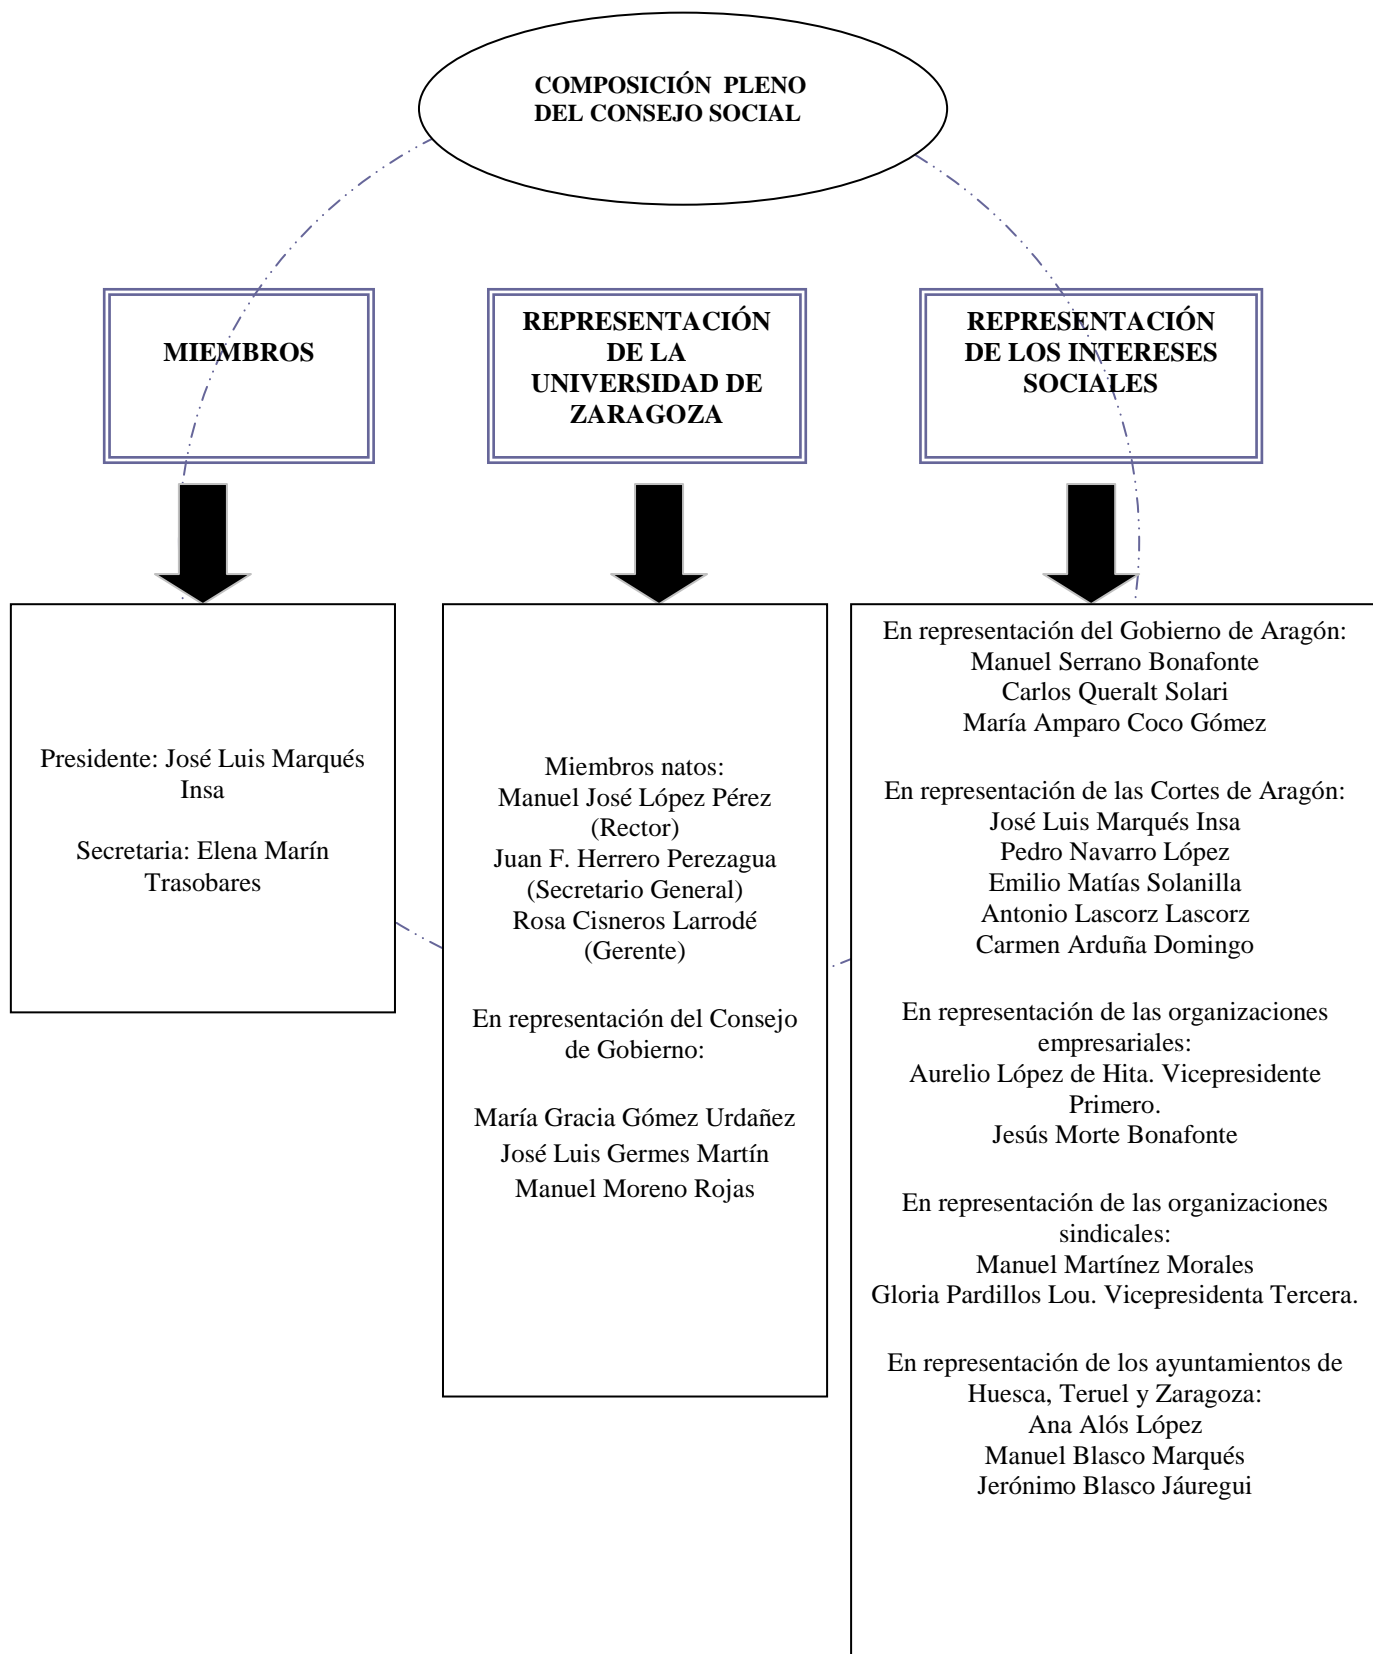 COMPOSICIÓN PLENO
DEL CONSEJO SOCIAL
MIEMBROS
REPRESENTACIÓN
DE LA
UNIVERSIDAD DE
ZARAGOZA
REPRESENTACIÓN
DE LOS INTERESES
SOCIALES
Presidente: José Luis Marqués
Insa
Secretaria: Elena Marín
Trasobares
Miembros natos:
Manuel José López Pérez
(Rector)
Juan F. Herrero Perezagua
(Secretario General)
Rosa Cisneros Larrodé
(Gerente)
En representación del Consejo
de Gobierno:
María Gracia Gómez Urdañez
José Luis Germes Martín
Manuel Moreno Rojas
En representación del Gobierno de Aragón:
Manuel Serrano Bonafonte
Carlos Queralt Solari
María Amparo Coco Gómez
En representación de las Cortes de Aragón:
José Luis Marqués Insa
Pedro Navarro López
Emilio Matías Solanilla
Antonio Lascorz Lascorz
Carmen Arduña Domingo
En representación de las organizaciones
empresariales:
Aurelio López de Hita. Vicepresidente
Primero.
Jesús Morte Bonafonte
En representación de las organizaciones
sindicales:
Manuel Martínez Morales
Gloria Pardillos Lou. Vicepresidenta Tercera.
En representación de los ayuntamientos de
Huesca, Teruel y Zaragoza:
Ana Alós López
Manuel Blasco Marqués
Jerónimo Blasco Jáuregui